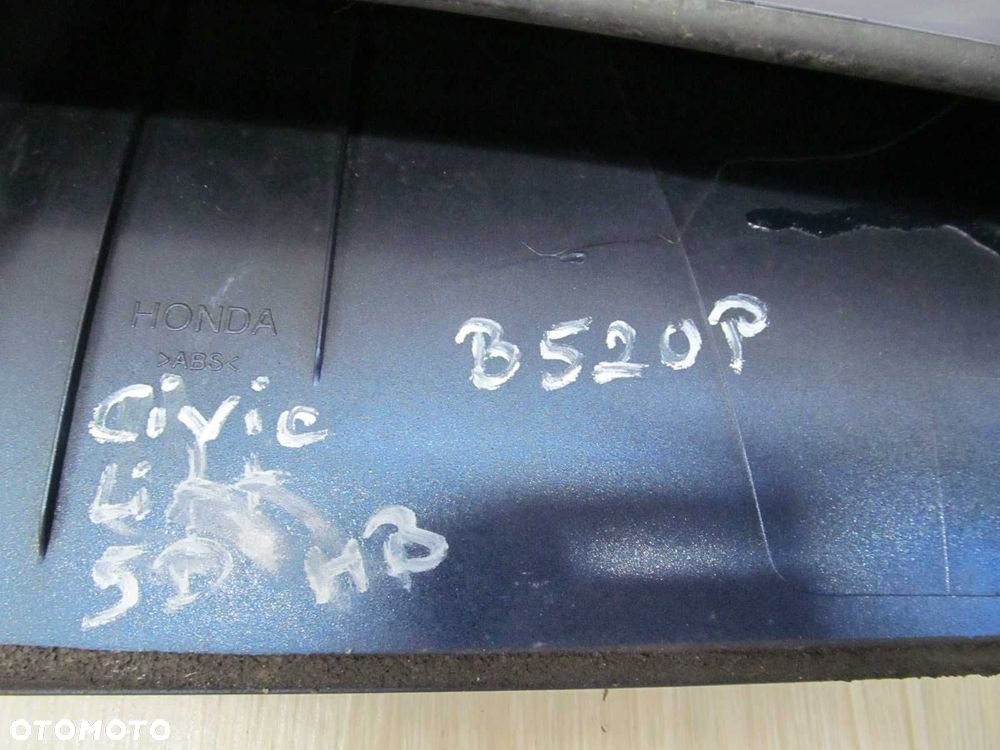 HONDA
>ABS<
B520P
Civic
5D HB
OTOMOTO